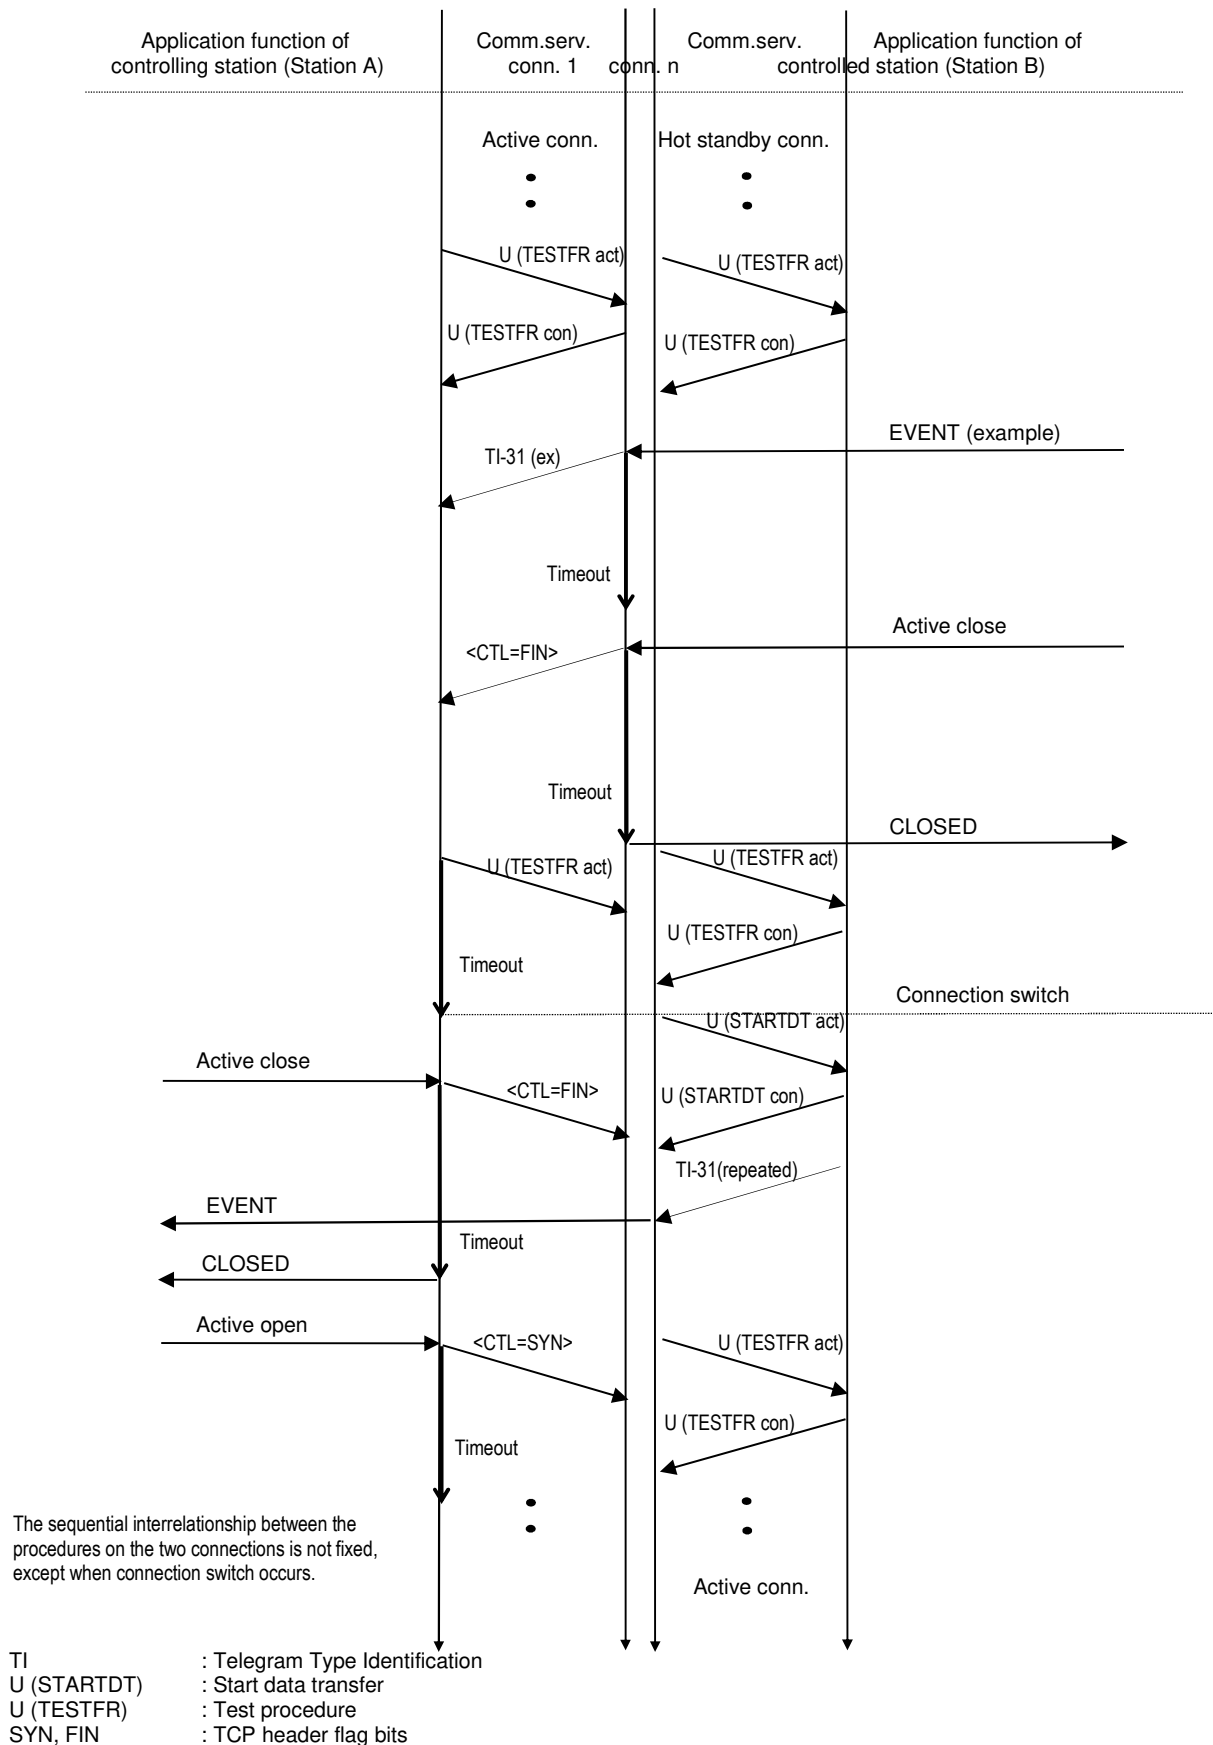 Application function of
controlling station (Station A)
Comm.serv.
conn. 1
conn. n
Comm.serv.
Application function of
controlled station (Station B)
Active conn.
Hot standby conn.
U (TESTFR act)
U (TESTFR act)
U (TESTFR con)
U (TESTFR con)
EVENT (example)
TI-31 (ex)
Timeout
Active close
<CTL=FIN>
Timeout
CLOSED
U (TESTFR act)
U (TESTFR act)
U (TESTFR con)
Timeout
Connection switch
U (STARTDT act)
Active close
<CTL=FIN>
U (STARTDT con)
TI-31(repeated)
EVENT
Timeout
CLOSED
Active open
<CTL=SYN>
U (TESTFR act)
U (TESTFR con)
Timeout
The sequential interrelationship between the
procedures on the two connections is not fixed,
except when connection switch occurs.
Active conn.
TI : Telegram Type Identification
U (STARTDT) : Start data transfer
U (TESTFR) : Test procedure
SYN, FIN : TCP header flag bits